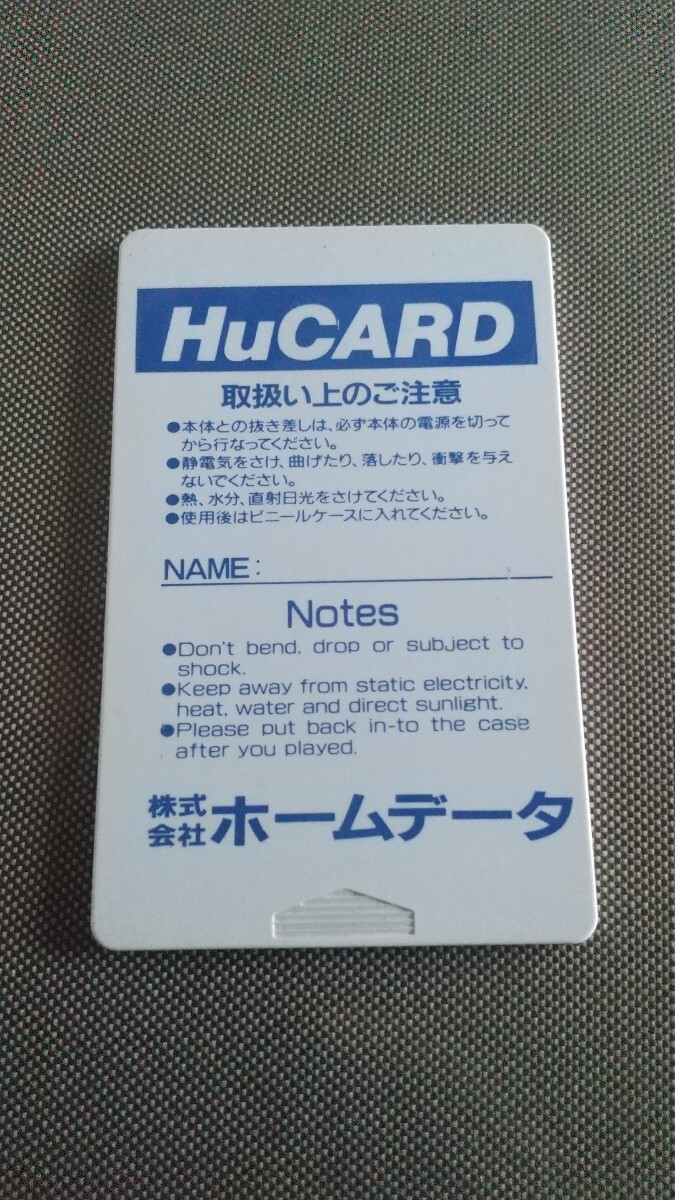 HuCARD
取扱い上のご注意
●本体との抜き差しは、必ず本体の電源を切って
から行なってください。
●静電気をさけ、曲げたり、落したり、衝撃を与え
ないでください。
●熱、水分、直射日光をさけてください。
●使用後はビニールケースに入れてください。
NAME:
Notes
●Don't bend, drop or subject to
shock.
●Keep away from static electricity,
heat, water and direct sunlight.
●Please put back in-to the case
after you played.
株式会社ホームデータ